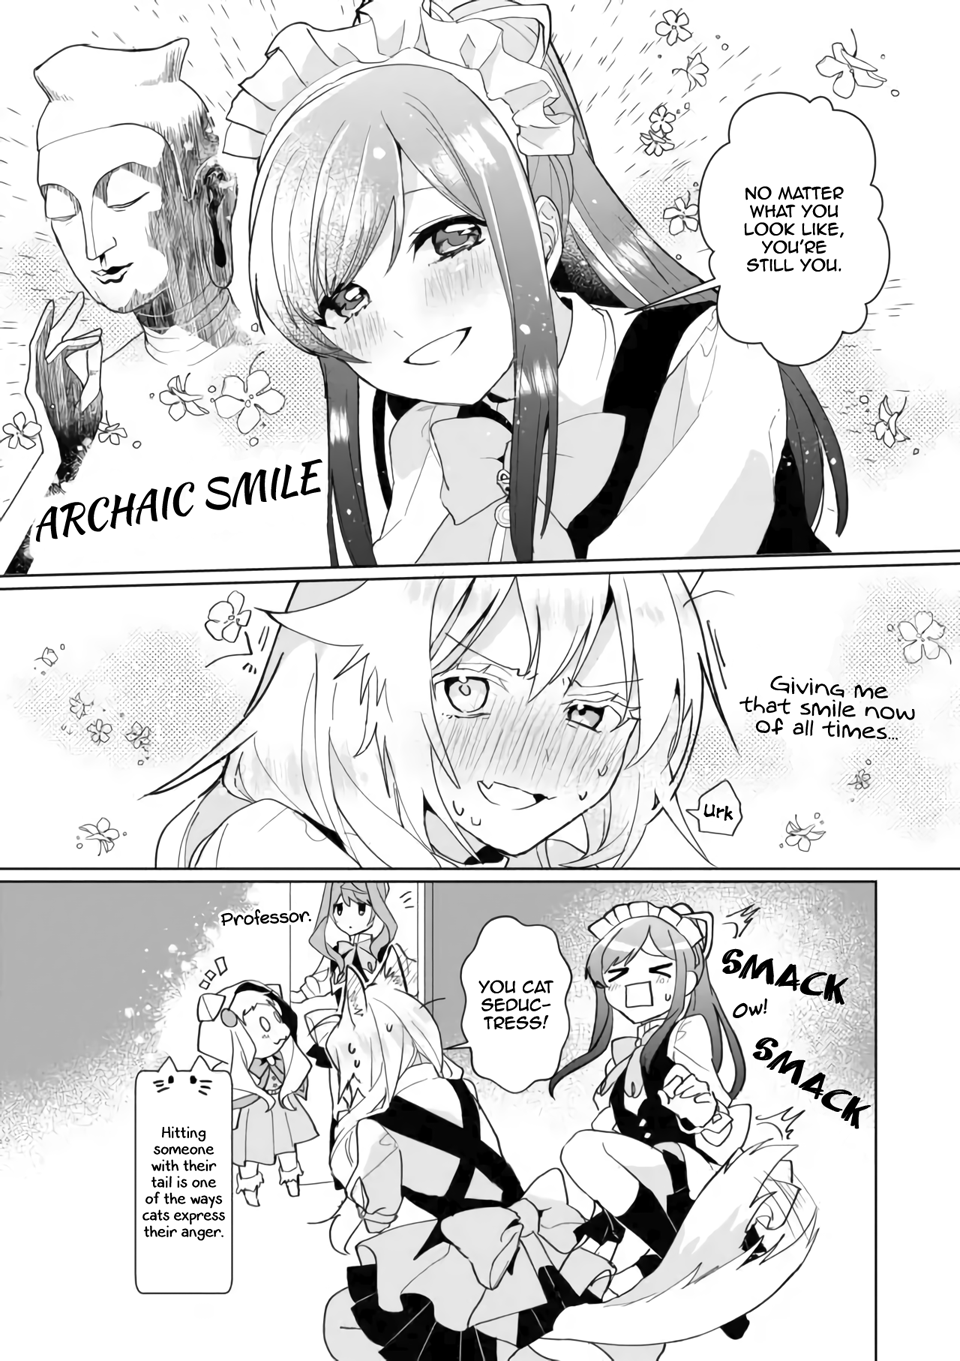 NO MATTER
WHAT YOU
LOOK LIKE,
YOU'RE
STILL YOU.
ARCHAIC SMILE
Giving me
that smile now
of all times...
Urk
Professor.
YOU CAT
SEDUC-
TRESS!
SMACK
Ow!
SMACK
Hitting
someone
with their
tail is one
of the ways
cats express
their anger.